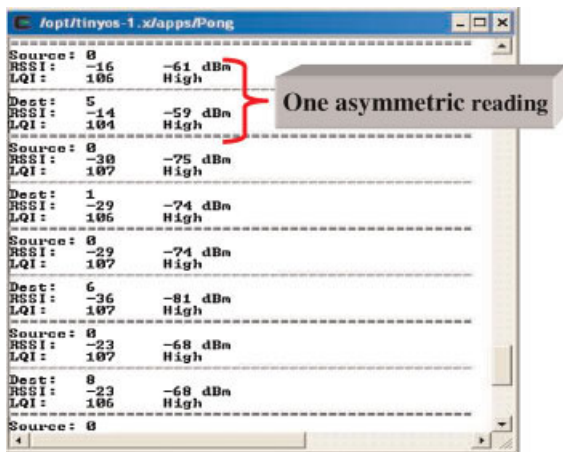 /opt/tinyos-1.x/apps/Pong
Source: 0
RSSI: -16 -61 dBm
LQI: 106 High
Dest: 5
RSSI: -14 -59 dBm
LQI: 104 High
One asymmetric reading
Source: 0
RSSI: -30 -75 dBm
LQI: 107 High
Dest: 1
RSSI: -29 -74 dBm
LQI: 106 High
Source: 0
RSSI: -29 -74 dBm
LQI: 107 High
Dest: 6
RSSI: -36 -81 dBm
LQI: 107 High
Source: 0
RSSI: -23 -68 dBm
LQI: 107 High
Dest: 8
RSSI: -23 -68 dBm
LQI: 106 High
Source: 0